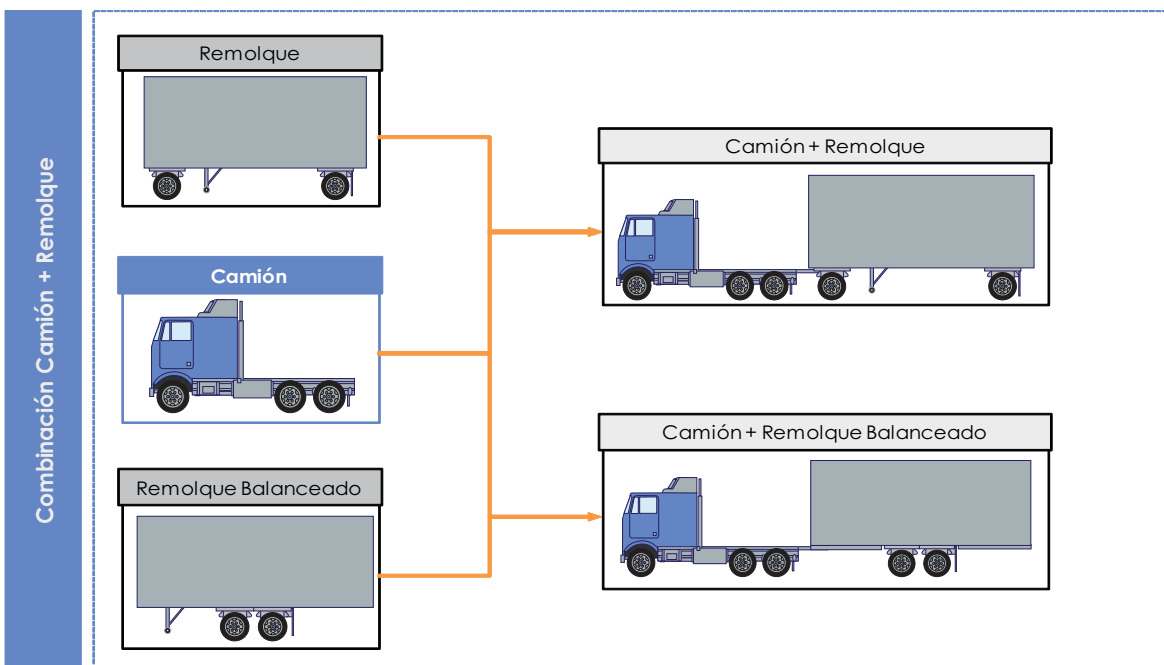 Combinación Camión + Remolque
Remolque
Camión
Remolque Balanceado
Camión + Remolque
Camión + Remolque Balanceado